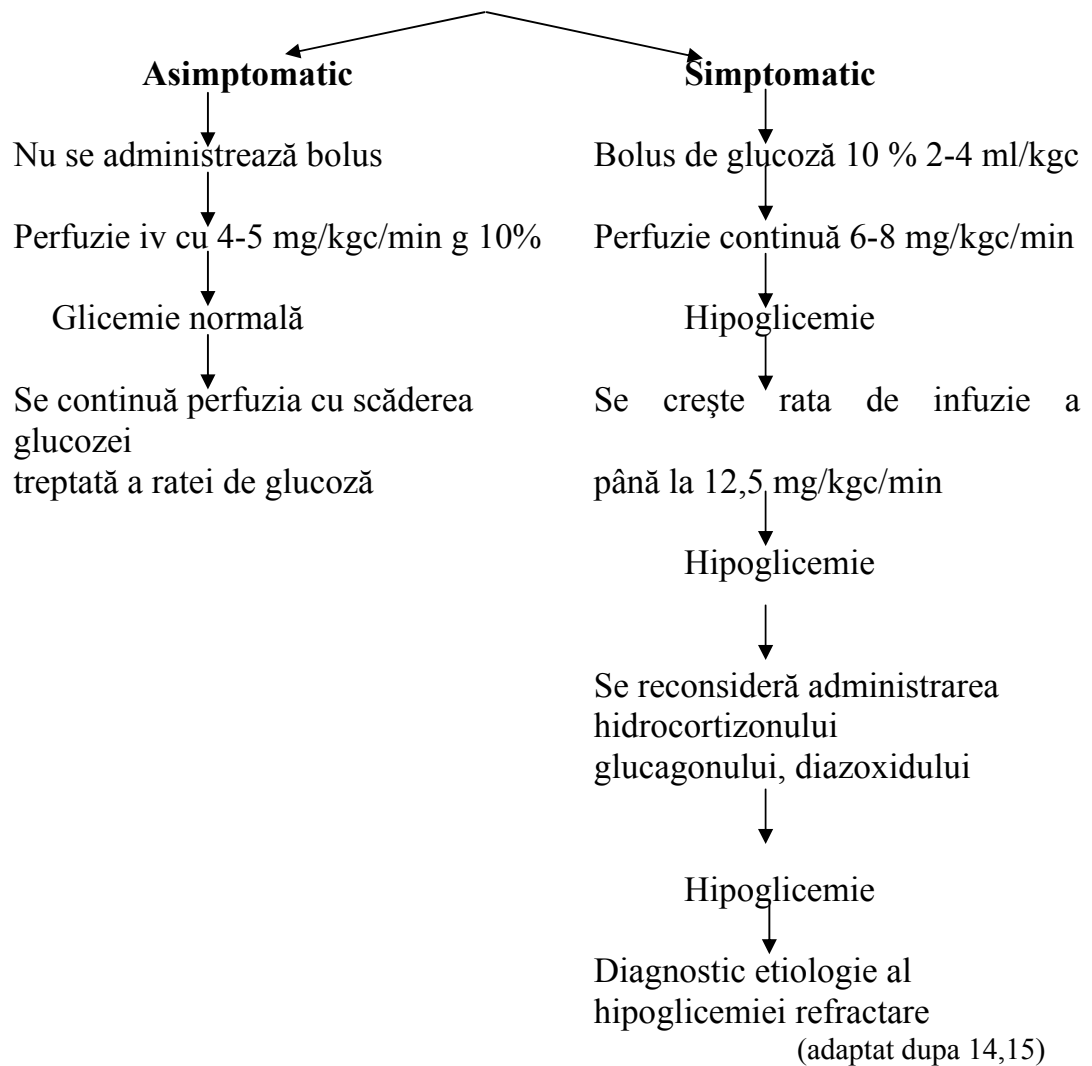 Asimptomatic
Nu se administrează bolus
Perfuzie iv cu 4-5 mg/kgc/min g 10%
Glicemie normală
Se continuă perfuzia cu scăderea
glucozei
treptată a ratei de glucoză
Simptomatic
Bolus de glucoză 10 % 2-4 ml/kgc
Perfuzie continuă 6-8 mg/kgc/min
Hipoglicemie
Se creşte rata de infuzie a
până la 12,5 mg/kgc/min
Hipoglicemie
Se reconsideră administrarea
hidrocortizonului
glucagonului, diazoxidului
Hipoglicemie
Diagnostic etiologie al
hipoglicemiei refractare
(adaptat dupa 14,15)